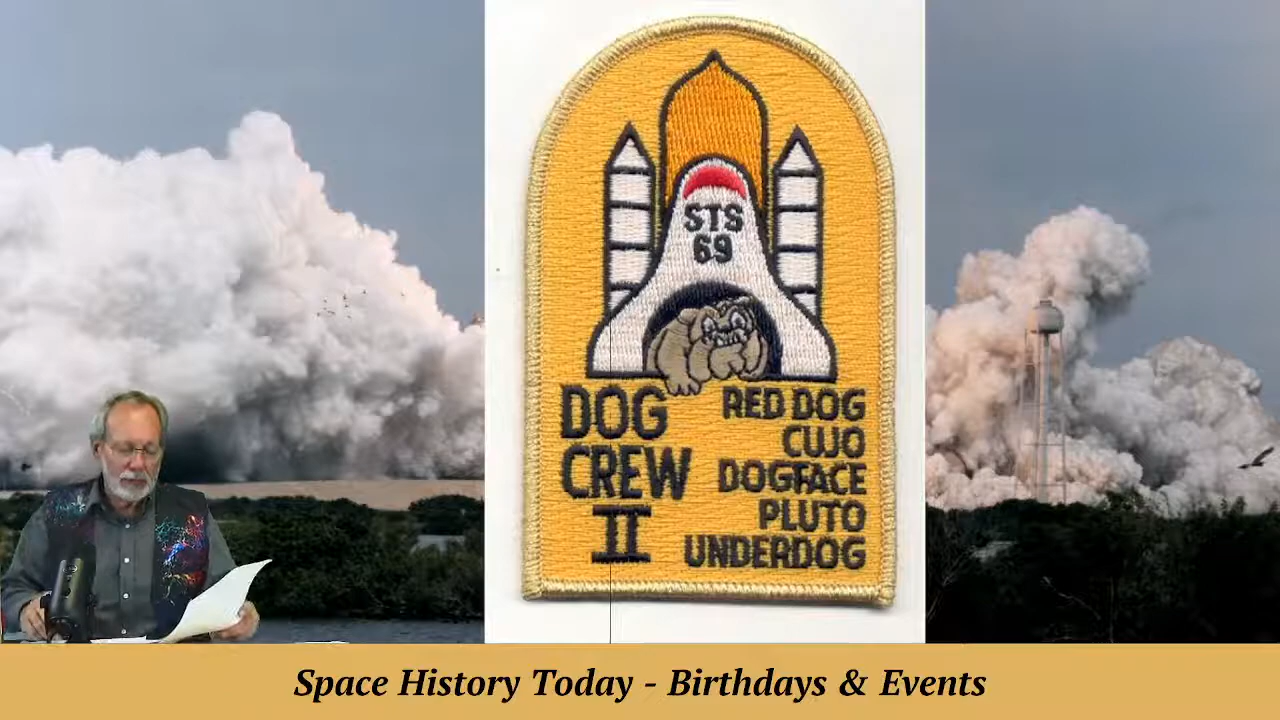 STS
69
DOG
CREW
II
RED DOG
CUJO
DOGFACE
PLUTO
UNDERDOG
Space History Today - Birthdays & Events